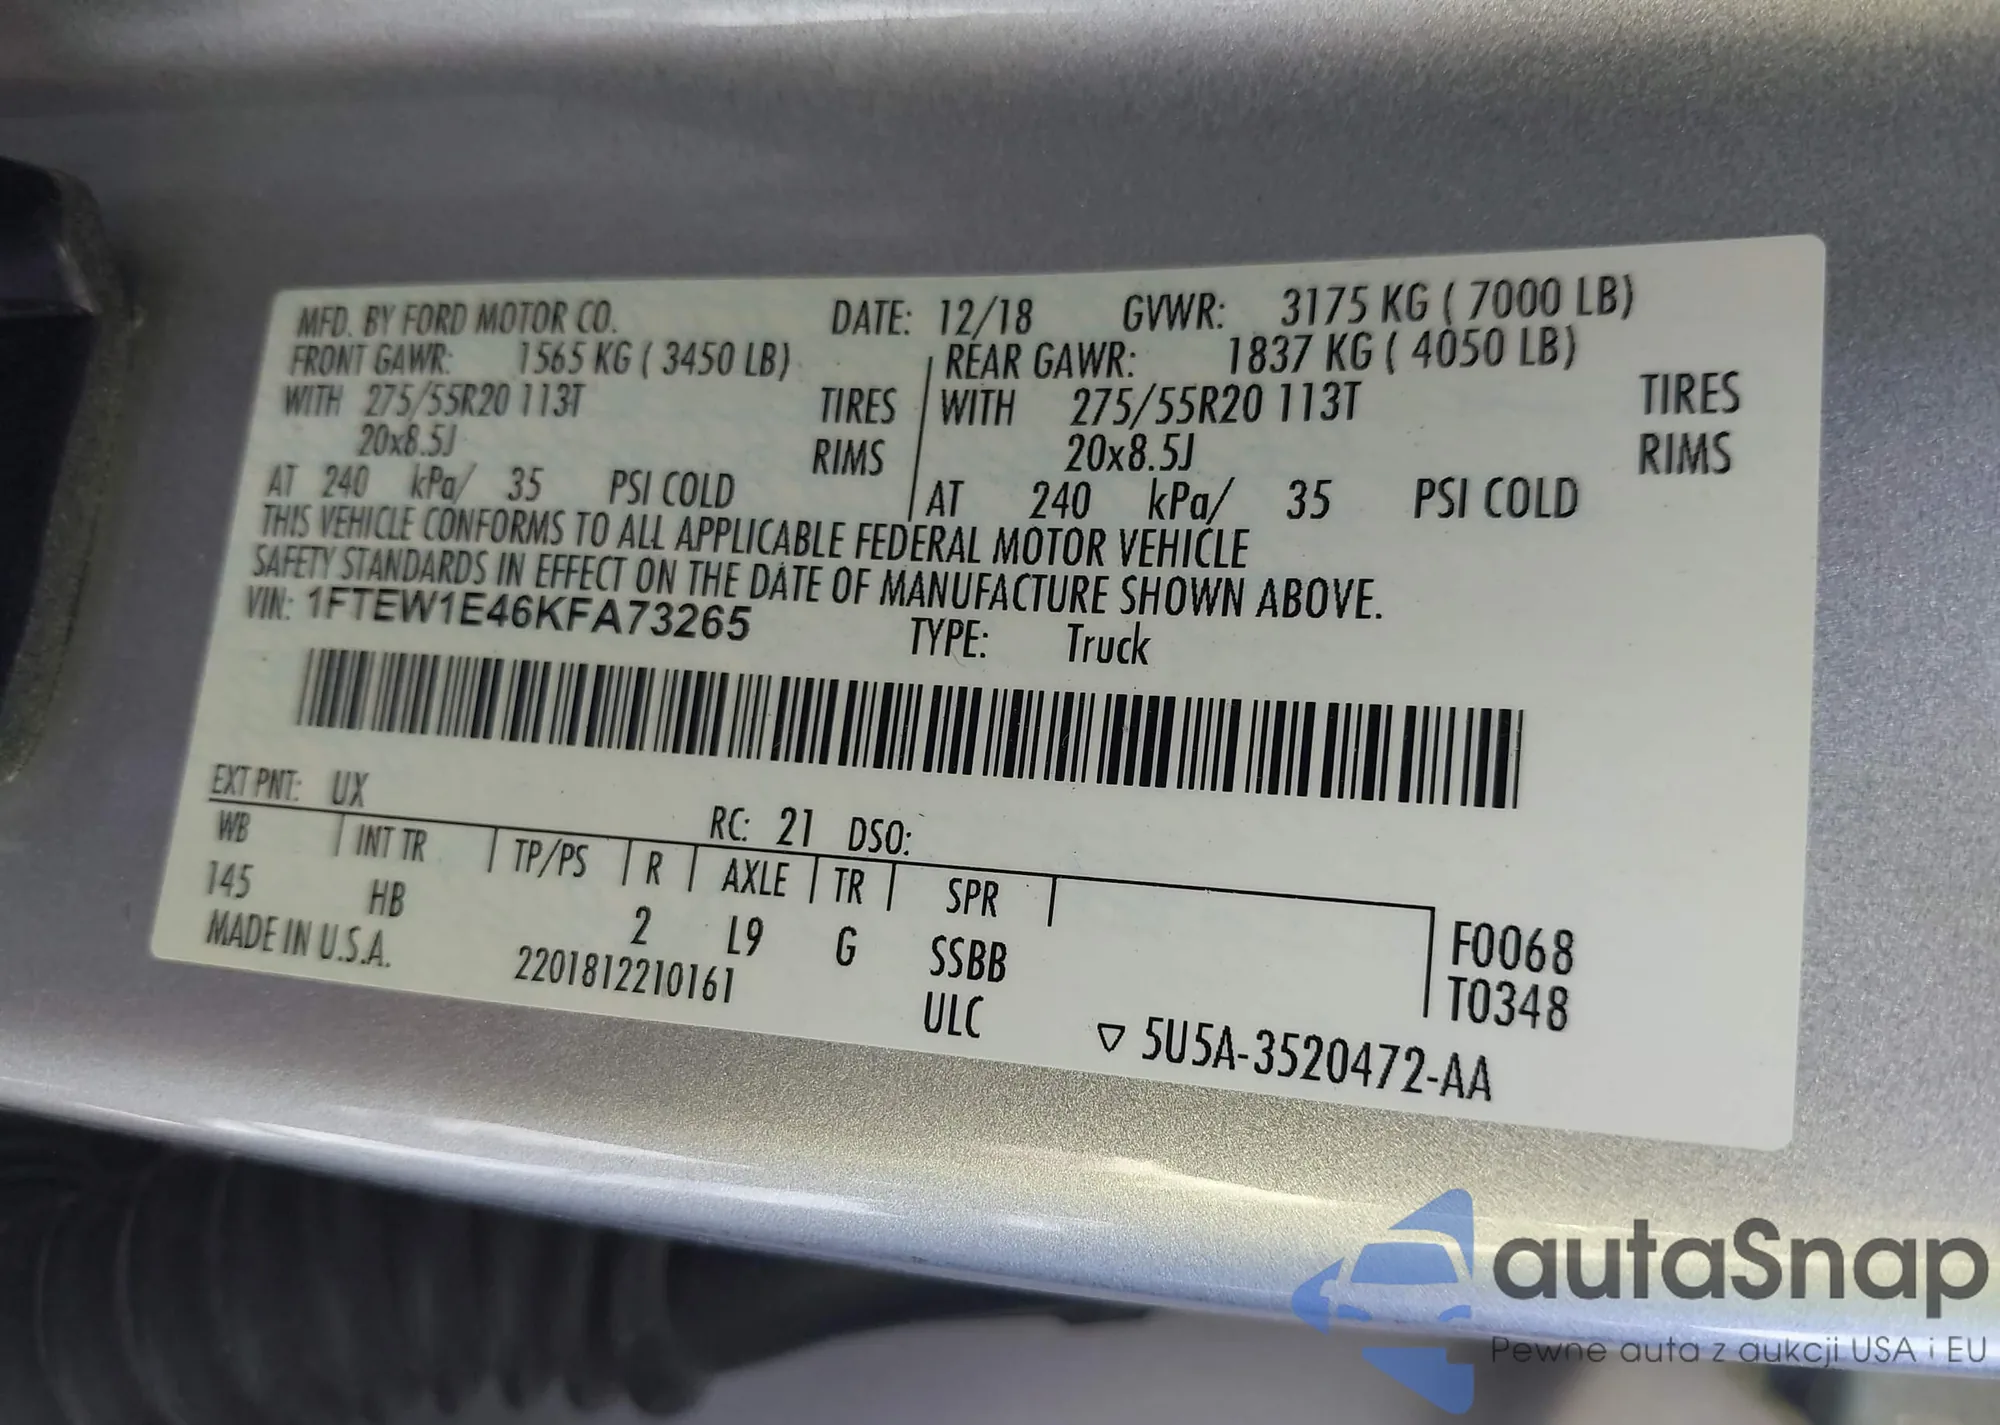 MFD. BY FORD MOTOR CO. DATE: 12/18 GVWR: 3175 KG ( 7000 LB)
FRONT GAWR: 1565 KG ( 3450 LB) REAR GAWR: 1837 KG ( 4050 LB)
WITH 275/55R20 113T TIRES WITH 275/55R20 113T TIRES
20x8.5J RIMS 20x8.5J RIMS
AT 240 kPa/ 35 PSI COLD AT 240 kPa/ 35 PSI COLD
THIS VEHICLE CONFORMS TO ALL APPLICABLE FEDERAL MOTOR VEHICLE
SAFETY STANDARDS IN EFFECT ON THE DATE OF MANUFACTURE SHOWN ABOVE.
VIN: 1FTEW1E46KFA73265 TYPE: Truck
EXT PNT: UX RC: 21 DSO:
WB INT TR TP/PS R AXLE TR SPR
145 HB 2 L9 G SSBB F0068
MADE IN U.S.A. 2201812210161 ULC T0348
▽ 5U5A-3520472-AA
autaSnap
Pewne auta z aukcji USA i EU